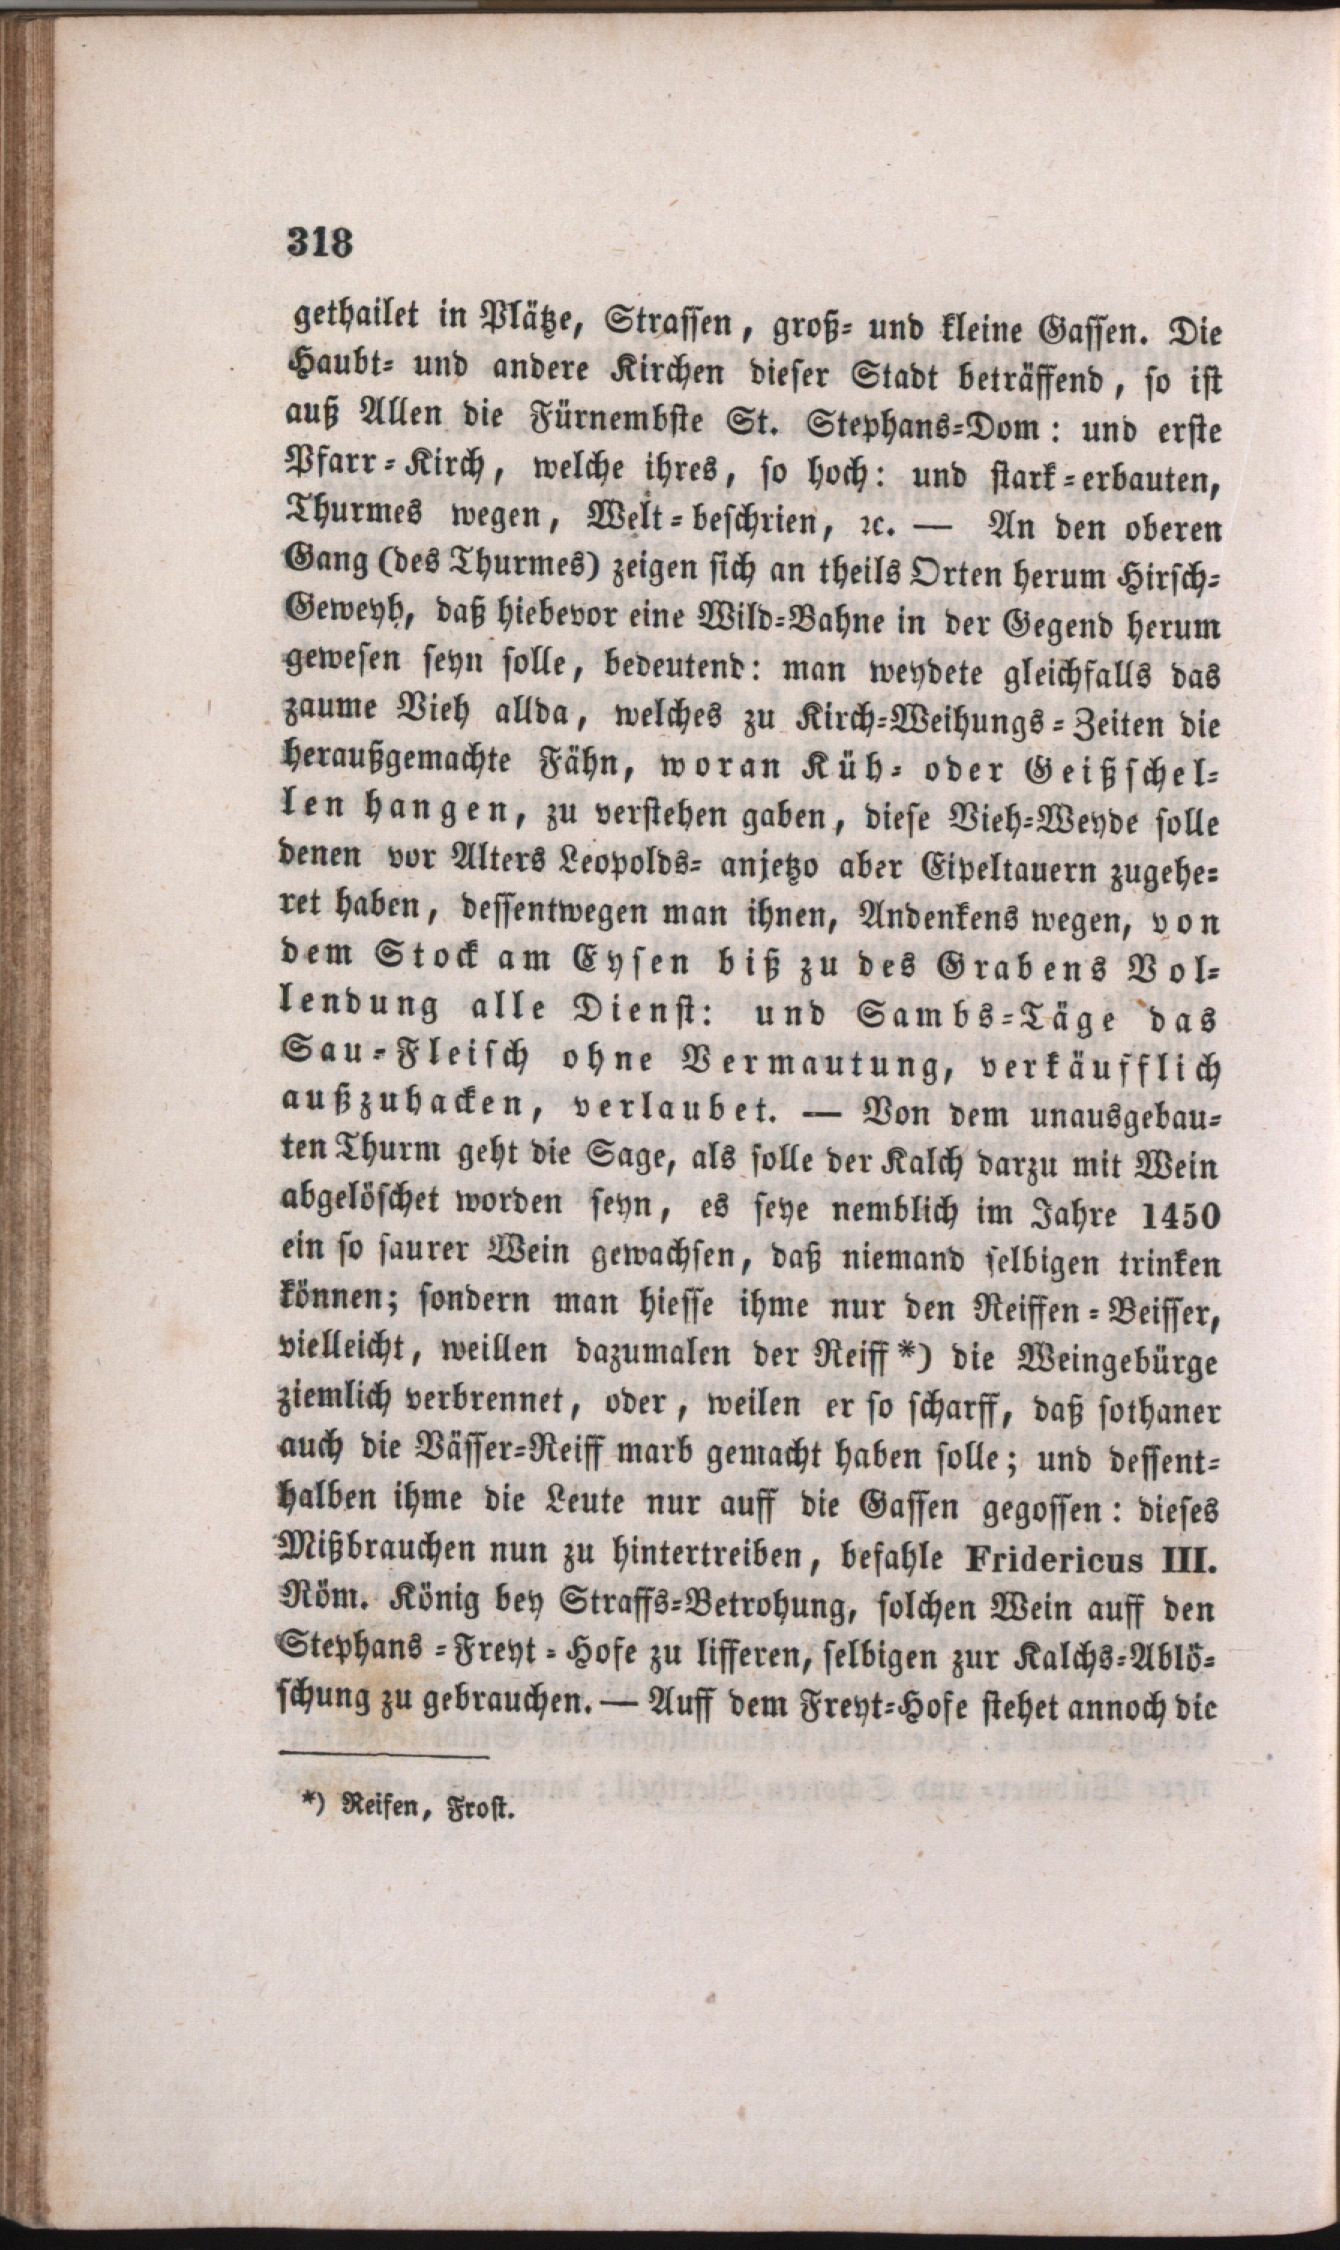 318
gethailet in Plätze, Strassen, groß- und kleine Gassen. Die
Haubt- und andere Kirchen dieser Stadt beträffend, so ist
auß Allen die Fürnembste St. Stephans-Dom: und erste
Pfarr-Kirch, welche ihres, so hoch: und stark-erbauten,
Thurmes wegen, Welt-beschrien, ꝛc. — An den oberen
Gang (des Thurmes) zeigen sich an theils Orten herum Hirsch-
Geweyh, daß hiebevor eine Wild-Bahne in der Gegend herum
gewesen seyn solle, bedeutend: man weydete gleichfalls das
zaume Vieh allda, welches zu Kirch-Weihungs-Zeiten die
heraußgemachte Fähn, woran Küh- oder Geißschel-
len hangen, zu verstehen gaben, diese Vieh-Weyde solle
denen vor Alters Leopolds- anjetzo aber Eipeltauern zugehe-
ret haben, dessentwegen man ihnen, Andenkens wegen, von
dem Stock am Eysen biß zu des Grabens Vol-
lendung alle Dienst: und Sambs-Täge das
Sau-Fleisch ohne Vermautung, verkäufflich
außzuhacken, verlaubet. — Von dem unausgebau-
ten Thurm geht die Sage, als solle der Kalch darzu mit Wein
abgelöschet worden seyn, es seye nemblich im Jahre 1450
ein so saurer Wein gewachsen, daß niemand selbigen trinken
können; sondern man hiesse ihme nur den Reiffen-Beisser,
vielleicht, weillen dazumalen der Reiff *) die Weingebürge
ziemlich verbrennet, oder, weilen er so scharff, daß sothaner
auch die Vässer-Reiff marb gemacht haben solle; und dessent-
halben ihme die Leute nur auff die Gassen gegossen: dieses
Mißbrauchen nun zu hintertreiben, befahle Fridericus III.
Röm. König bey Straffs-Betrohung, solchen Wein auff den
Stephans-Freyt-Hofe zu lifferen, selbigen zur Kalchs-Ablö-
schung zu gebrauchen. — Auff dem Freyt-Hofe stehet annoch die
*) Reifen, Frost.